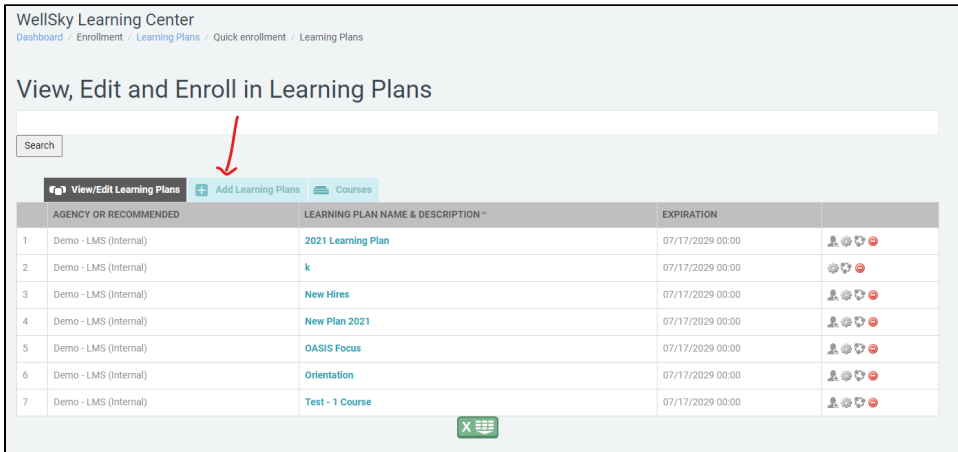 WellSky Learning Center
Dashboard / Enrollment / Learning Plans / Quick enrollment / Learning Plans
View, Edit and Enroll in Learning Plans
Search
View/Edit Learning Plans Add Learning Plans Courses
AGENCY OR RECOMMENDED LEARNING PLAN NAME & DESCRIPTION EXPIRATION
1 Demo - LMS (Internal) 2021 Learning Plan 07/17/2029 00:00
2 Demo - LMS (Internal) k 07/17/2029 00:00
3 Demo - LMS (Internal) New Hires 07/17/2029 00:00
4 Demo - LMS (Internal) New Plan 2021 07/17/2029 00:00
5 Demo - LMS (Internal) OASIS Focus 07/17/2029 00:00
6 Demo - LMS (Internal) Orientation 07/17/2029 00:00
7 Demo - LMS (Internal) Test - 1 Course 07/17/2029 00:00
X